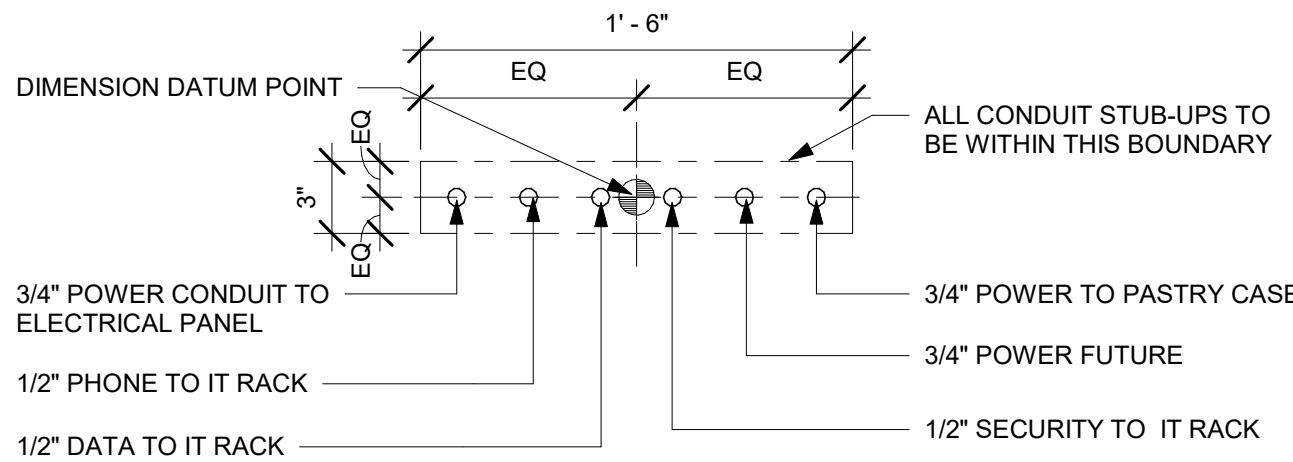 1' - 6"
EQ
EQ
DIMENSION DATUM POINT
ALL CONDUIT STUB-UPS TO
BE WITHIN THIS BOUNDARY
EQ
3"
EQ
3/4" POWER CONDUIT TO
ELECTRICAL PANEL
3/4" POWER TO PASTRY CASE
3/4" POWER FUTURE
1/2" PHONE TO IT RACK
1/2" SECURITY TO  IT RACK
1/2" DATA TO IT RACK